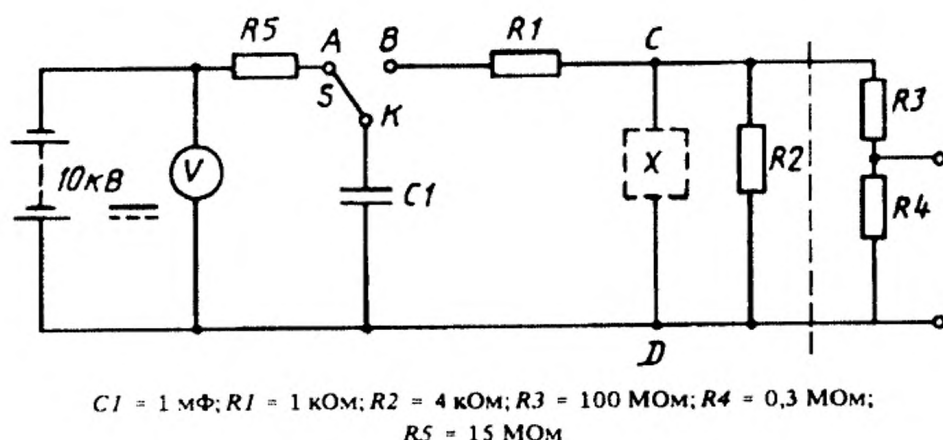 R5
A
B
R1
C
S
K
R3
10кВ
V
C1
X
R2
R4
D
C1 = 1 мФ; R1 = 1 кОм; R2 = 4 кОм; R3 = 100 МОм; R4 = 0,3 МОм;
R5 = 15 МОм